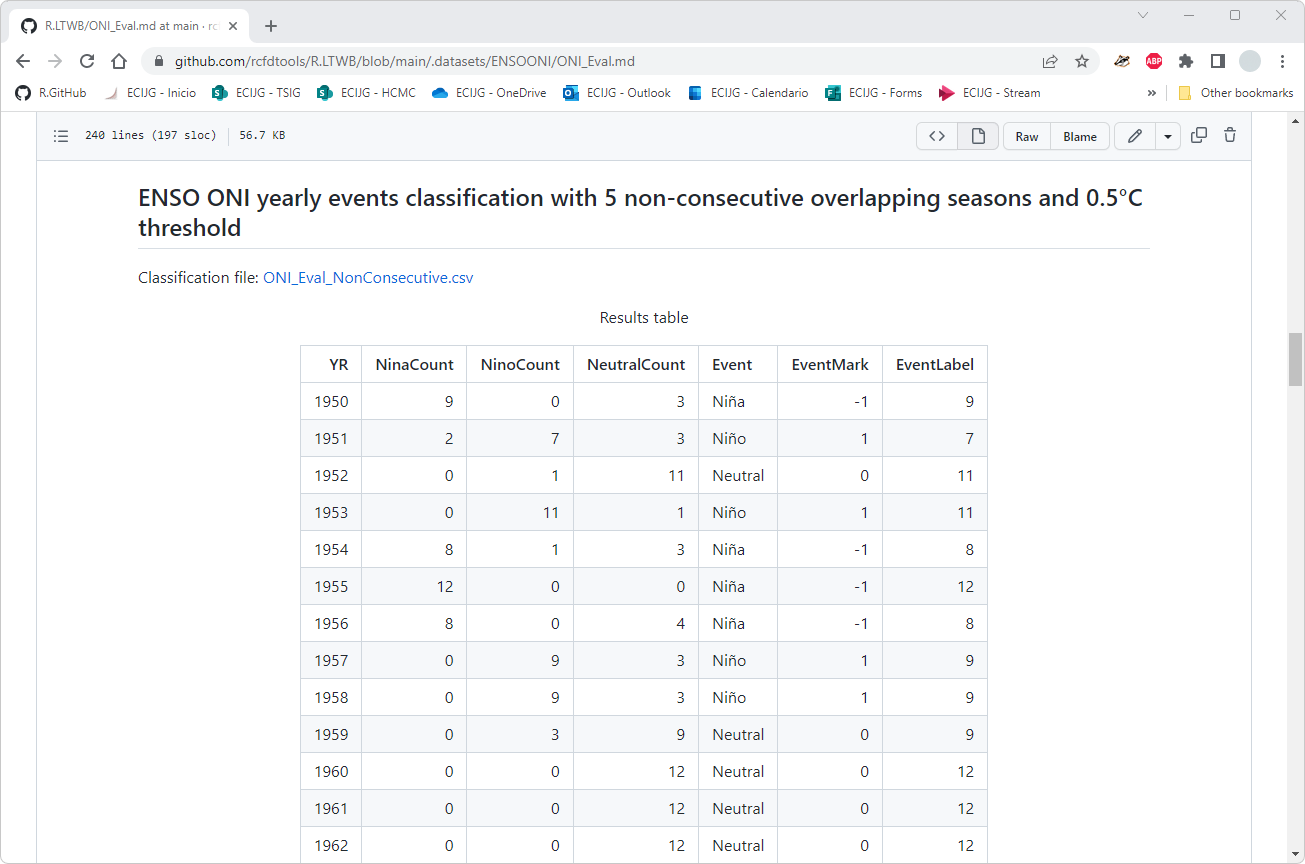 R.LTWB/ONI_Eval.md at main · rc
github.com/rcfdtools/R.LTWB/blob/main/.datasets/ENSOONI/ONI_Eval.md
ABP
R.GitHub ECIJG - Inicio ECIJG - TSIG ECIJG - HCMC ECIJG - OneDrive ECIJG - Outlook ECIJG - Calendario ECIJG - Forms ECIJG - Stream » Other bookmarks
240 lines (197 sloc) 56.7 KB Raw Blame
ENSO ONI yearly events classification with 5 non-consecutive overlapping seasons and 0.5°C
threshold
Classification file: ONI_Eval_NonConsecutive.csv
Results table
YR NinaCount NinoCount NeutralCount Event EventMark EventLabel
1950 9 0 3 Niña -1 9
1951 2 7 3 Niño 1 7
1952 0 1 11 Neutral 0 11
1953 0 11 1 Niño 1 11
1954 8 1 3 Niña -1 8
1955 12 0 0 Niña -1 12
1956 8 0 4 Niña -1 8
1957 0 9 3 Niño 1 9
1958 0 9 3 Niño 1 9
1959 0 3 9 Neutral 0 9
1960 0 0 12 Neutral 0 12
1961 0 0 12 Neutral 0 12
1962 0 0 12 Neutral 0 12